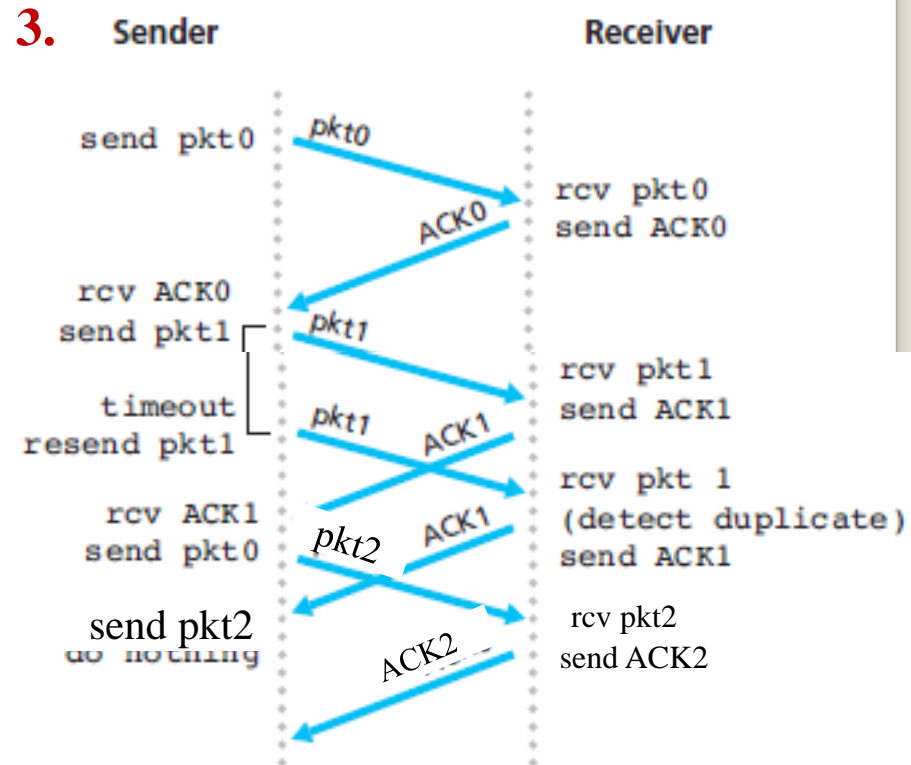 3.
Sender Receiver
send pkt0
pkt0
rcv pkt0
send ACK0
ACK0
rcv ACK0
send pkt1
pkt1
rcv pkt1
send ACK1
timeout
resend pkt1
pkt1
ACK1
rcv pkt 1
(detect duplicate)
send ACK1
rcv ACK1
send pkt0
pkt2
ACK1
send pkt2
do nothing
rcv pkt2
send ACK2
ACK2